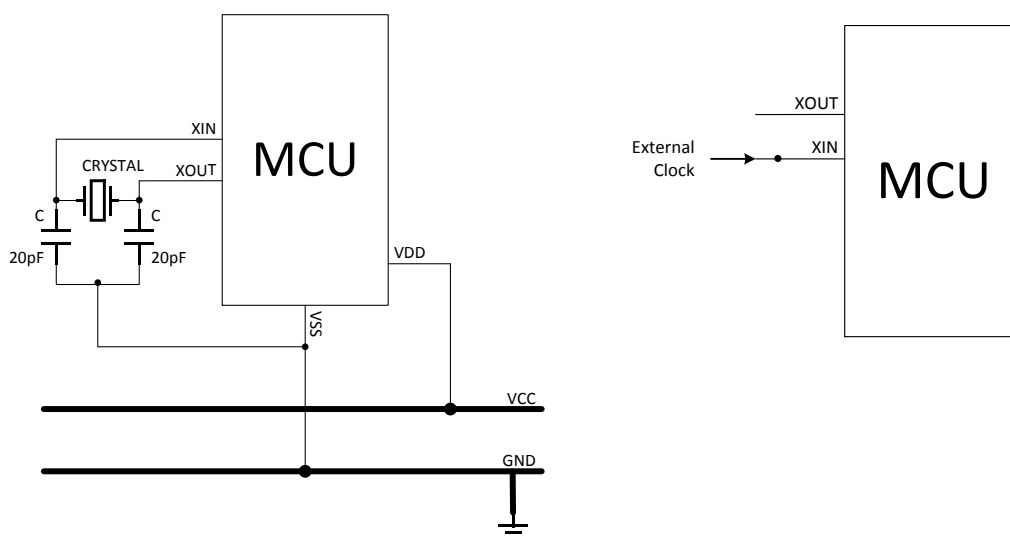 XIN
CRYSTAL
XOUT
C
C
20pF
20pF
MCU
VDD
VSS
VCC
GND
XOUT
External
Clock
XIN
MCU